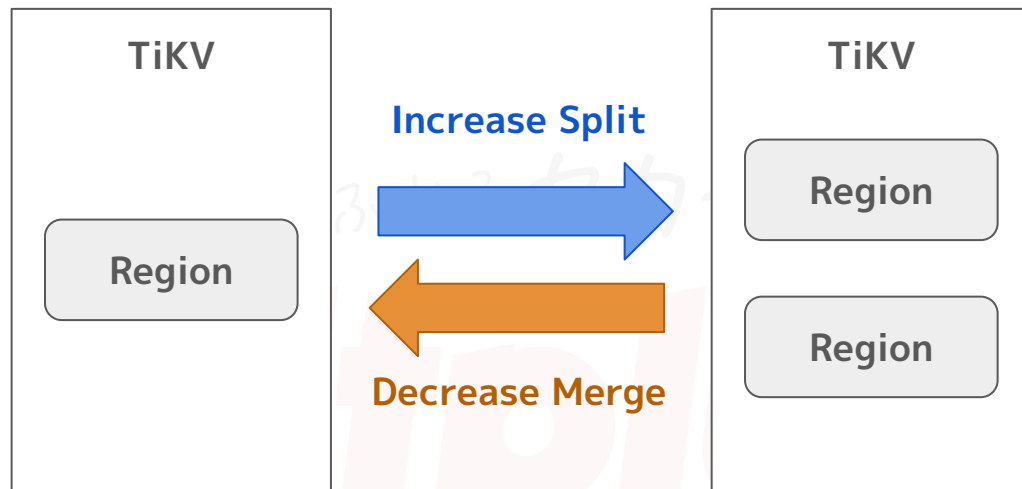 TiKV
TiKV
Increase Split
Region
Region
Region
Decrease Merge